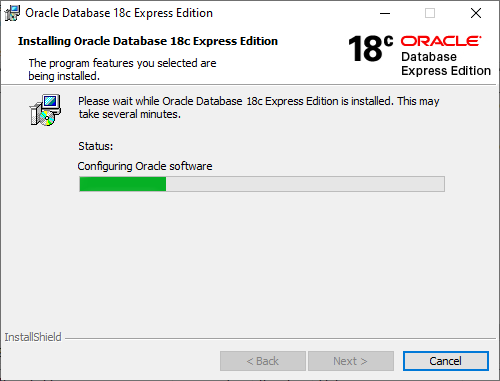 Oracle Database 18c Express Edition
Installing Oracle Database 18c Express Edition
The program features you selected are
being installed.
18c ORACLE
Database
Express Edition
Please wait while Oracle Database 18c Express Edition is installed. This may
take several minutes.
Status:
Configuring Oracle software
InstallShield
< Back
Next >
Cancel